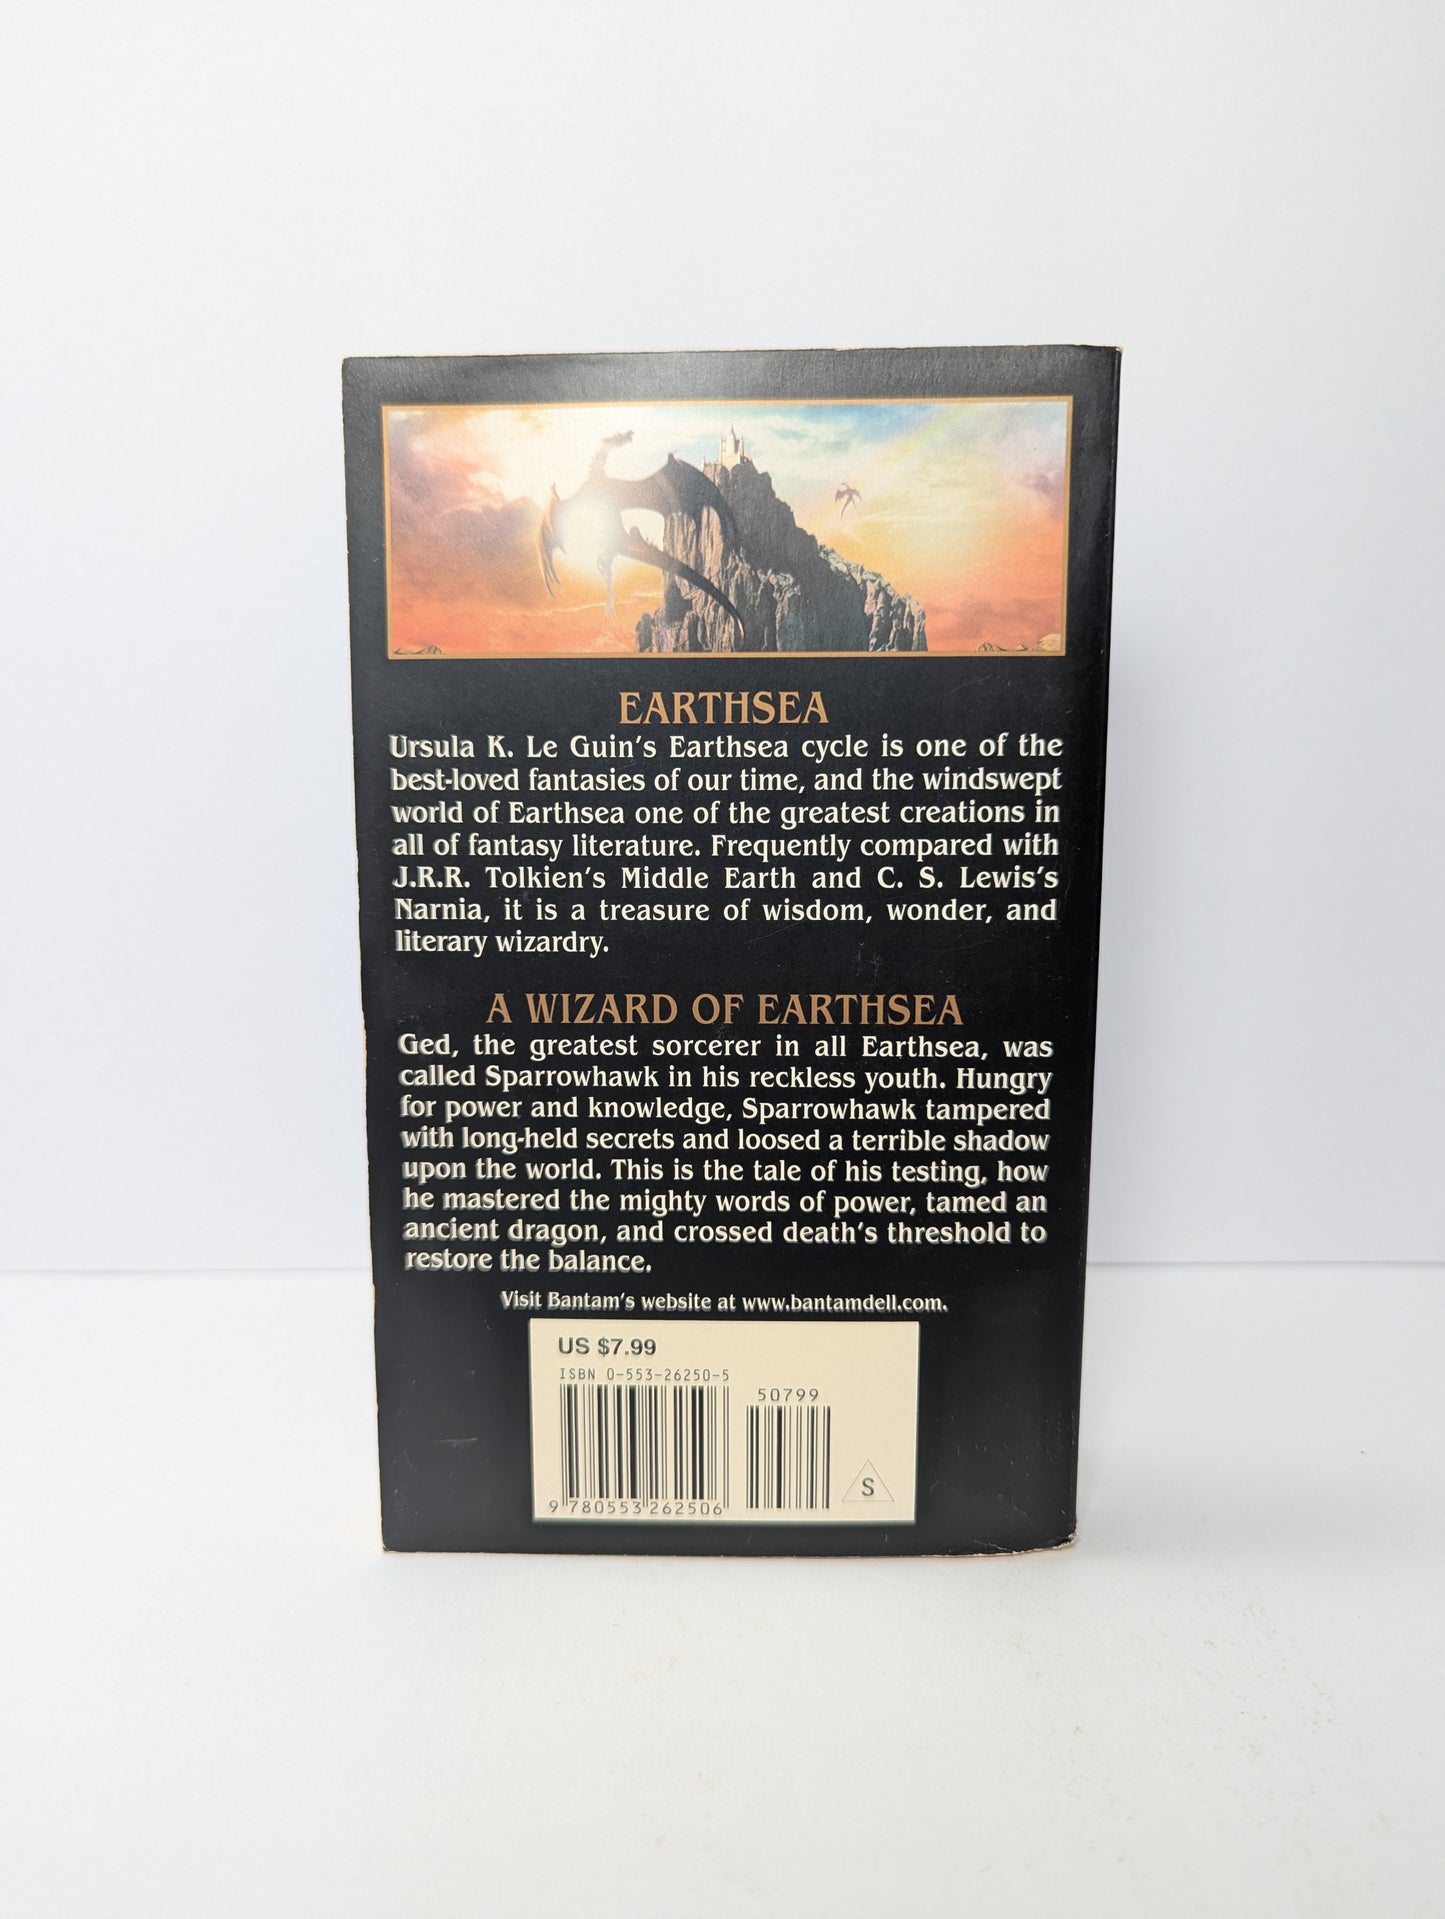 EARTHSEA
Ursula K. Le Guin's Earthsea cycle is one of the
best-loved fantasies of our time, and the windswept
world of Earthsea one of the greatest creations in
all of fantasy literature. Frequently compared with
J.R.R. Tolkien's Middle Earth and C. S. Lewis's
Narnia, it is a treasure of wisdom, wonder, and
literary wizardry.
A WIZARD OF EARTHSEA
Ged, the greatest sorcerer in all Earthsea, was
called Sparrowhawk in his reckless youth. Hungry
for power and knowledge, Sparrowhawk tampered
with long-held secrets and loosed a terrible shadow
upon the world. This is the tale of his testing, how
he mastered the mighty words of power, tamed an
ancient dragon, and crossed death's threshold to
restore the balance.
Visit Bantam's website at www.bantamdell.com.
US $7.99
ISBN 0-553-26250-5
50799
9 780553 262506
S